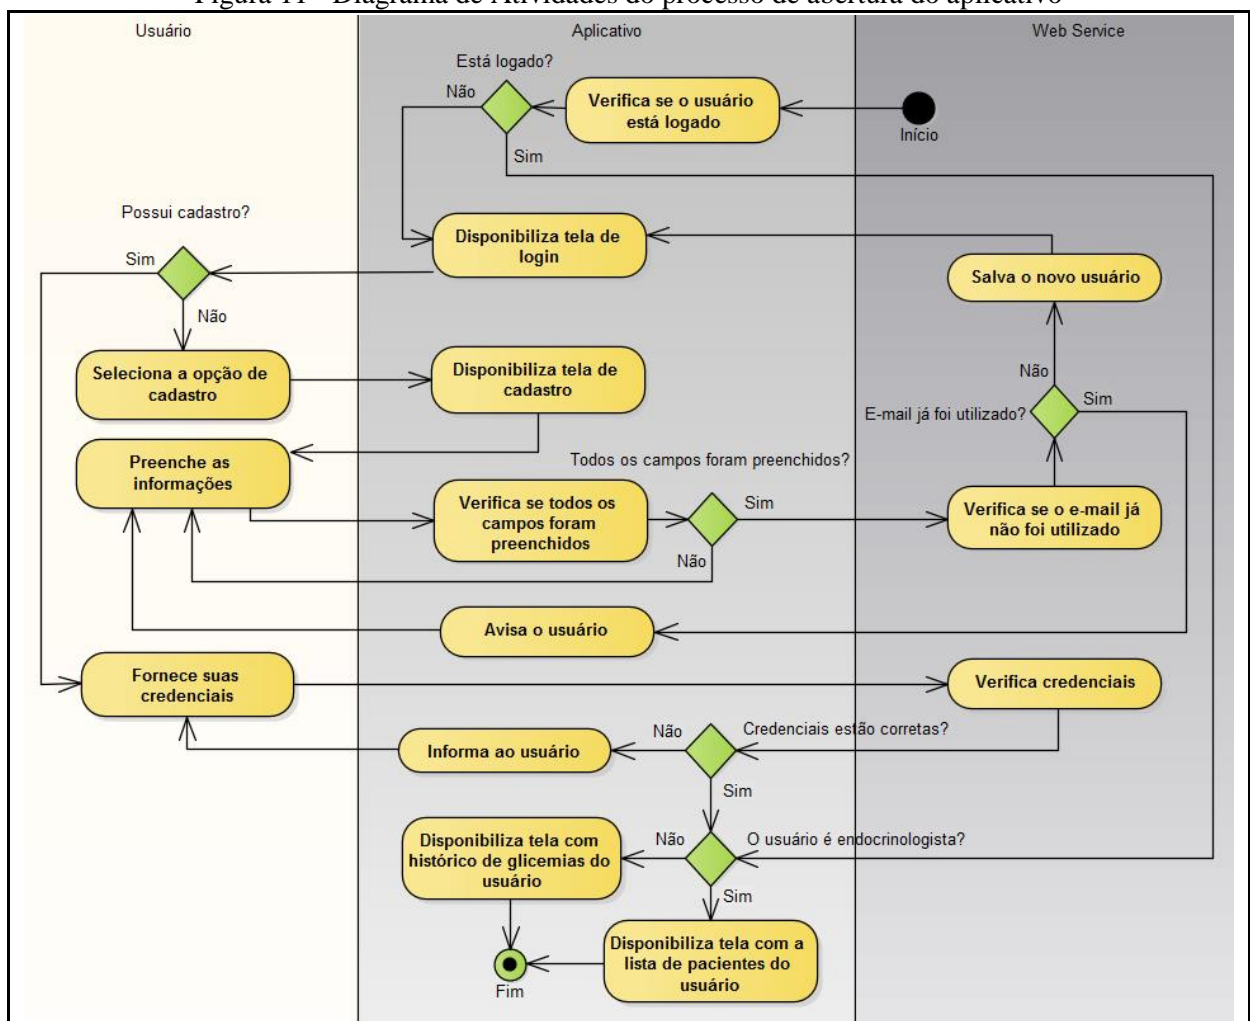 Figura 11 - Diagrama de Atividades do processo de abertura do aplicativo
Usuário
Aplicativo
Web Service
Está logado?
Não
Verifica se o usuário
está logado
Início
Sim
Possui cadastro?
Disponibiliza tela de
login
Sim
Salva o novo usuário
Não
Seleciona a opção de
cadastro
Disponibiliza tela de
cadastro
Não
Sim
E-mail já foi utilizado?
Preenche as
informações
Todos os campos foram preenchidos?
Verifica se todos os
campos foram
preenchidos
Sim
Verifica se o e-mail já
não foi utilizado
Não
Avisa o usuário
Fornece suas
credenciais
Verifica credenciais
Não
Credenciais estão corretas?
Informa ao usuário
Sim
Disponibiliza tela com
histórico de glicemias do
usuário
Não
O usuário é endocrinologista?
Sim
Disponibiliza tela com a
lista de pacientes do
usuário
Fim